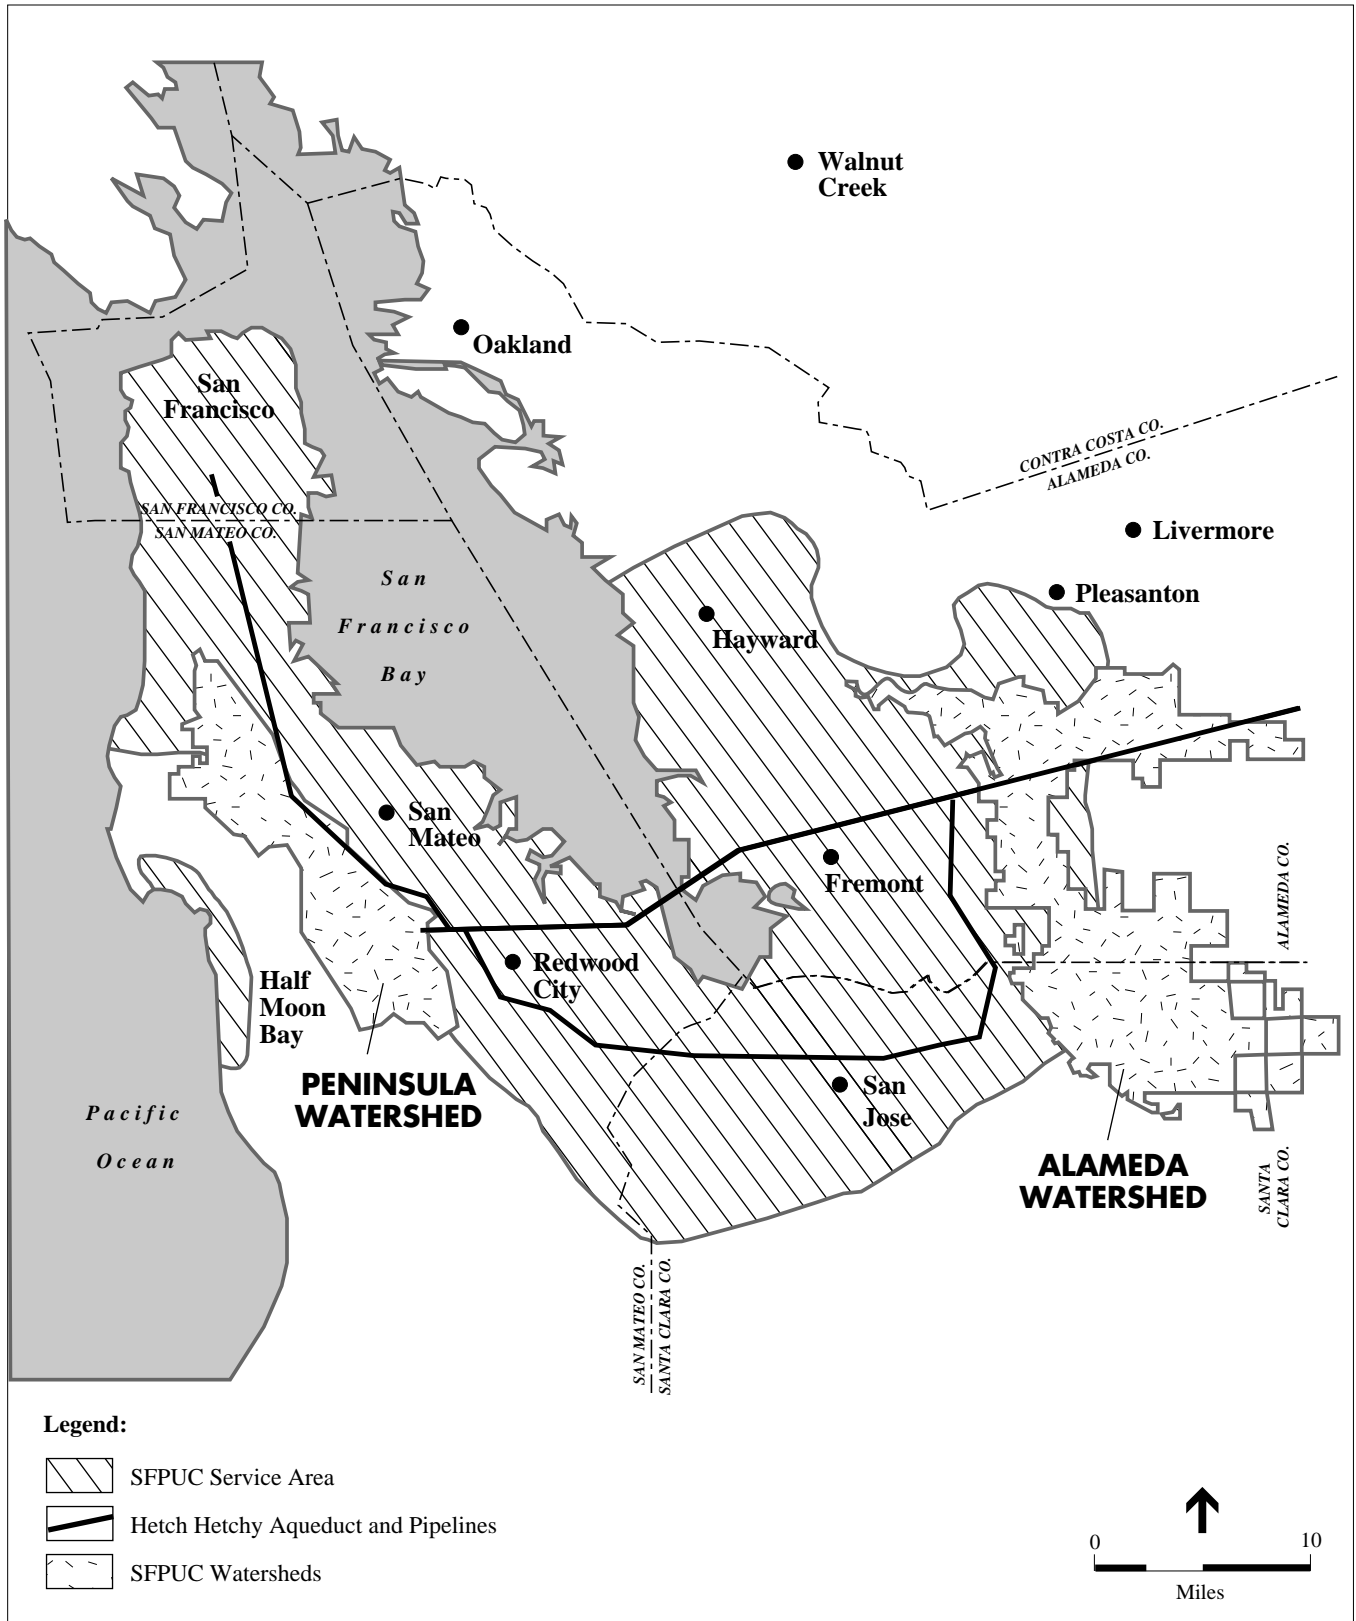 Walnut
Creek
Oakland
San
Francisco
CONTRA COSTA CO.
ALAMEDA CO.
SAN FRANCISCO CO.
SAN MATEO CO.
Livermore
Pleasanton
San
Francisco
Bay
Hayward
San
Mateo
Fremont
ALAMEDA CO.
SANTA
CLARA CO.
Redwood
City
Half
Moon
Bay
PENINSULA
WATERSHED
San
Jose
Pacific
Ocean
ALAMEDA
WATERSHED
SAN MATEO CO.
SANTA CLARA CO.
Legend:
SFPUC Service Area
Hetch Hetchy Aqueduct and Pipelines
SFPUC Watersheds
0 10
Miles